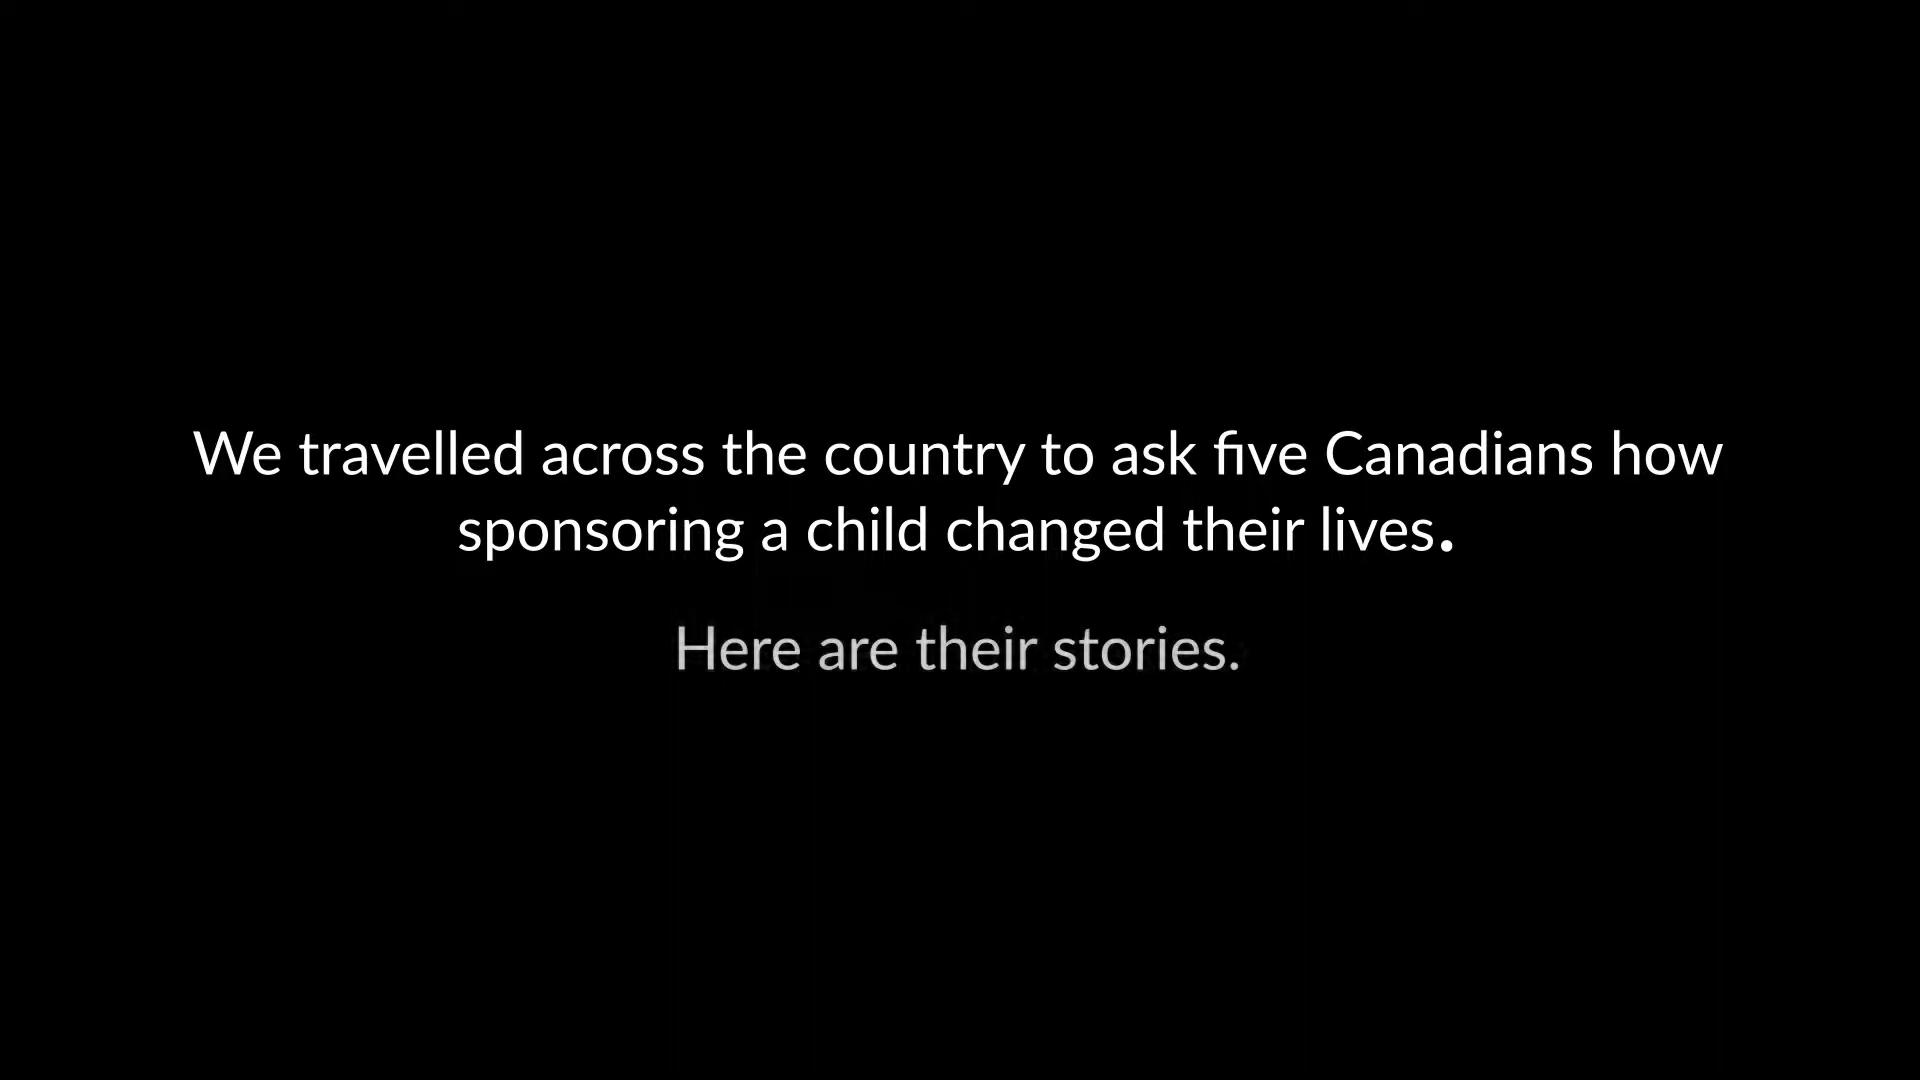 We travelled across the country to ask five Canadians how
sponsoring a child changed their lives.
Here are their stories.